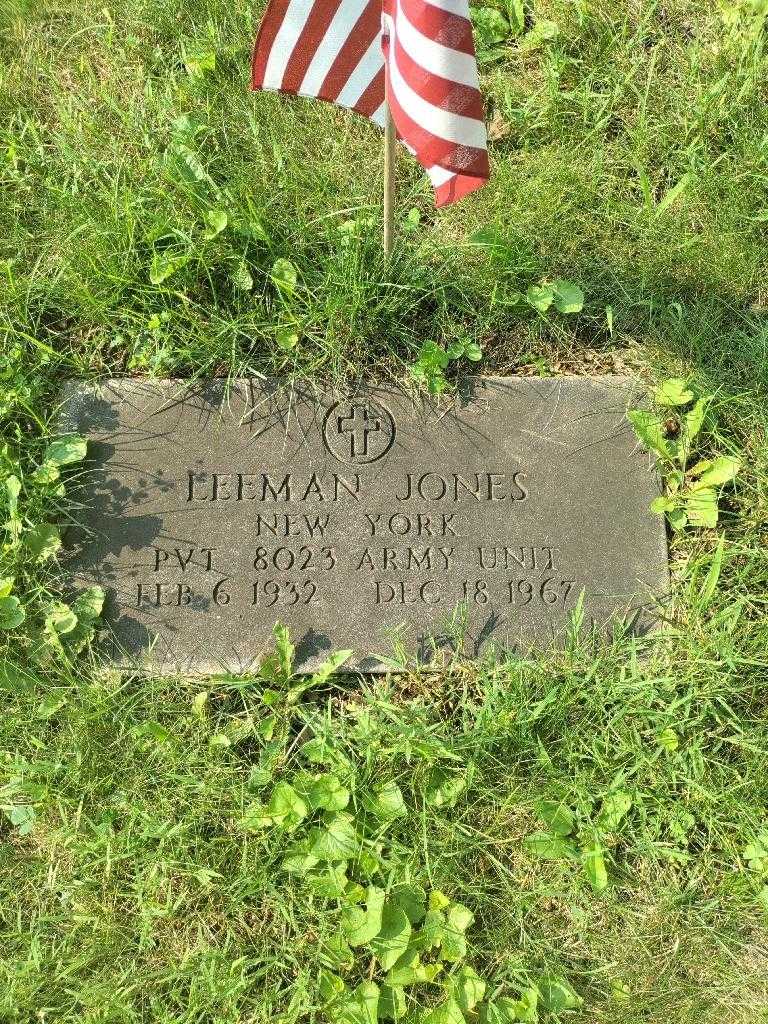 LEEMAN JONES
NEW YORK
PVT 8023 ARMY UNIT
FEB 6 1932 DEC 18 1967